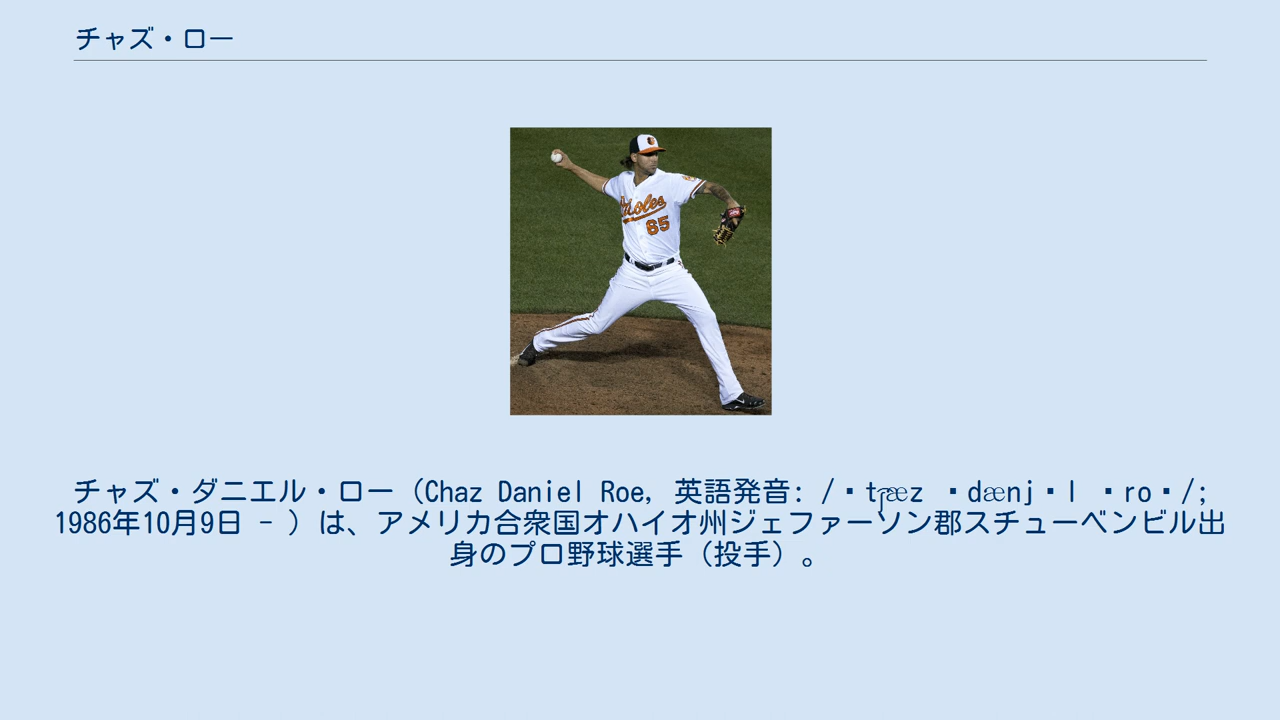 チャズ・ロー
Orioles
65
チャズ・ダニエル・ロー（Chaz Daniel Roe, 英語発音: /▪tʃæz ▪dænj▪l ▪ro▪/;
1986年10月9日 - ）は、アメリカ合衆国オハイオ州ジェファーソン郡スチューベンビル出
身のプロ野球選手（投手）。